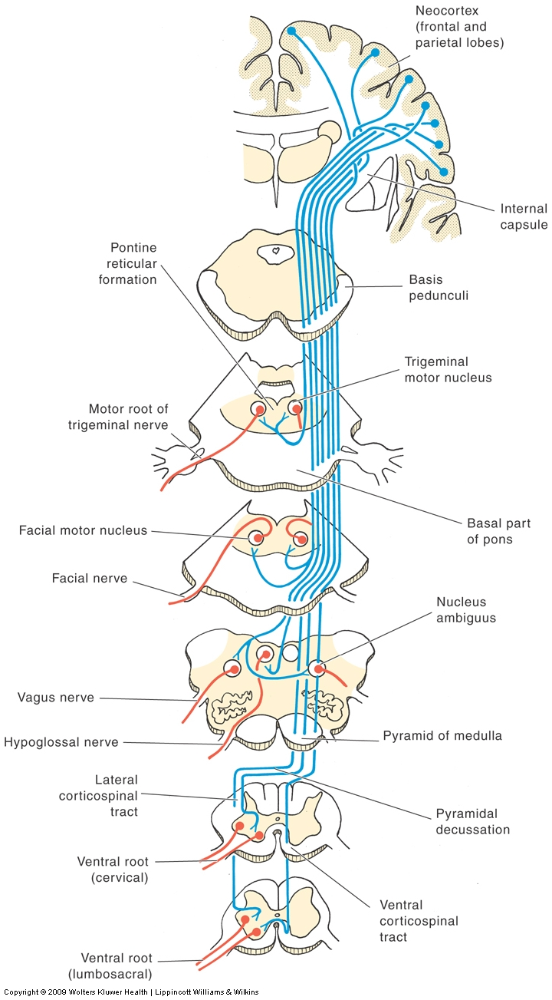 Neocortex
(frontal and
parietal lobes)
Internal
capsule
Pontine
reticular
formation
Basis
pedunculi
Trigeminal
motor nucleus
Motor root of
trigeminal nerve
Basal part
of pons
Facial motor nucleus
Facial nerve
Nucleus
ambiguus
Vagus nerve
Hypoglossal nerve
Pyramid of medulla
Lateral
corticospinal
tract
Pyramidal
decussation
Ventral root
(cervical)
Ventral
corticospinal
tract
Ventral root
(lumbosacral)
Copyright © 2009 Wolters Kluwer Health | Lippincott Williams & Wilkins